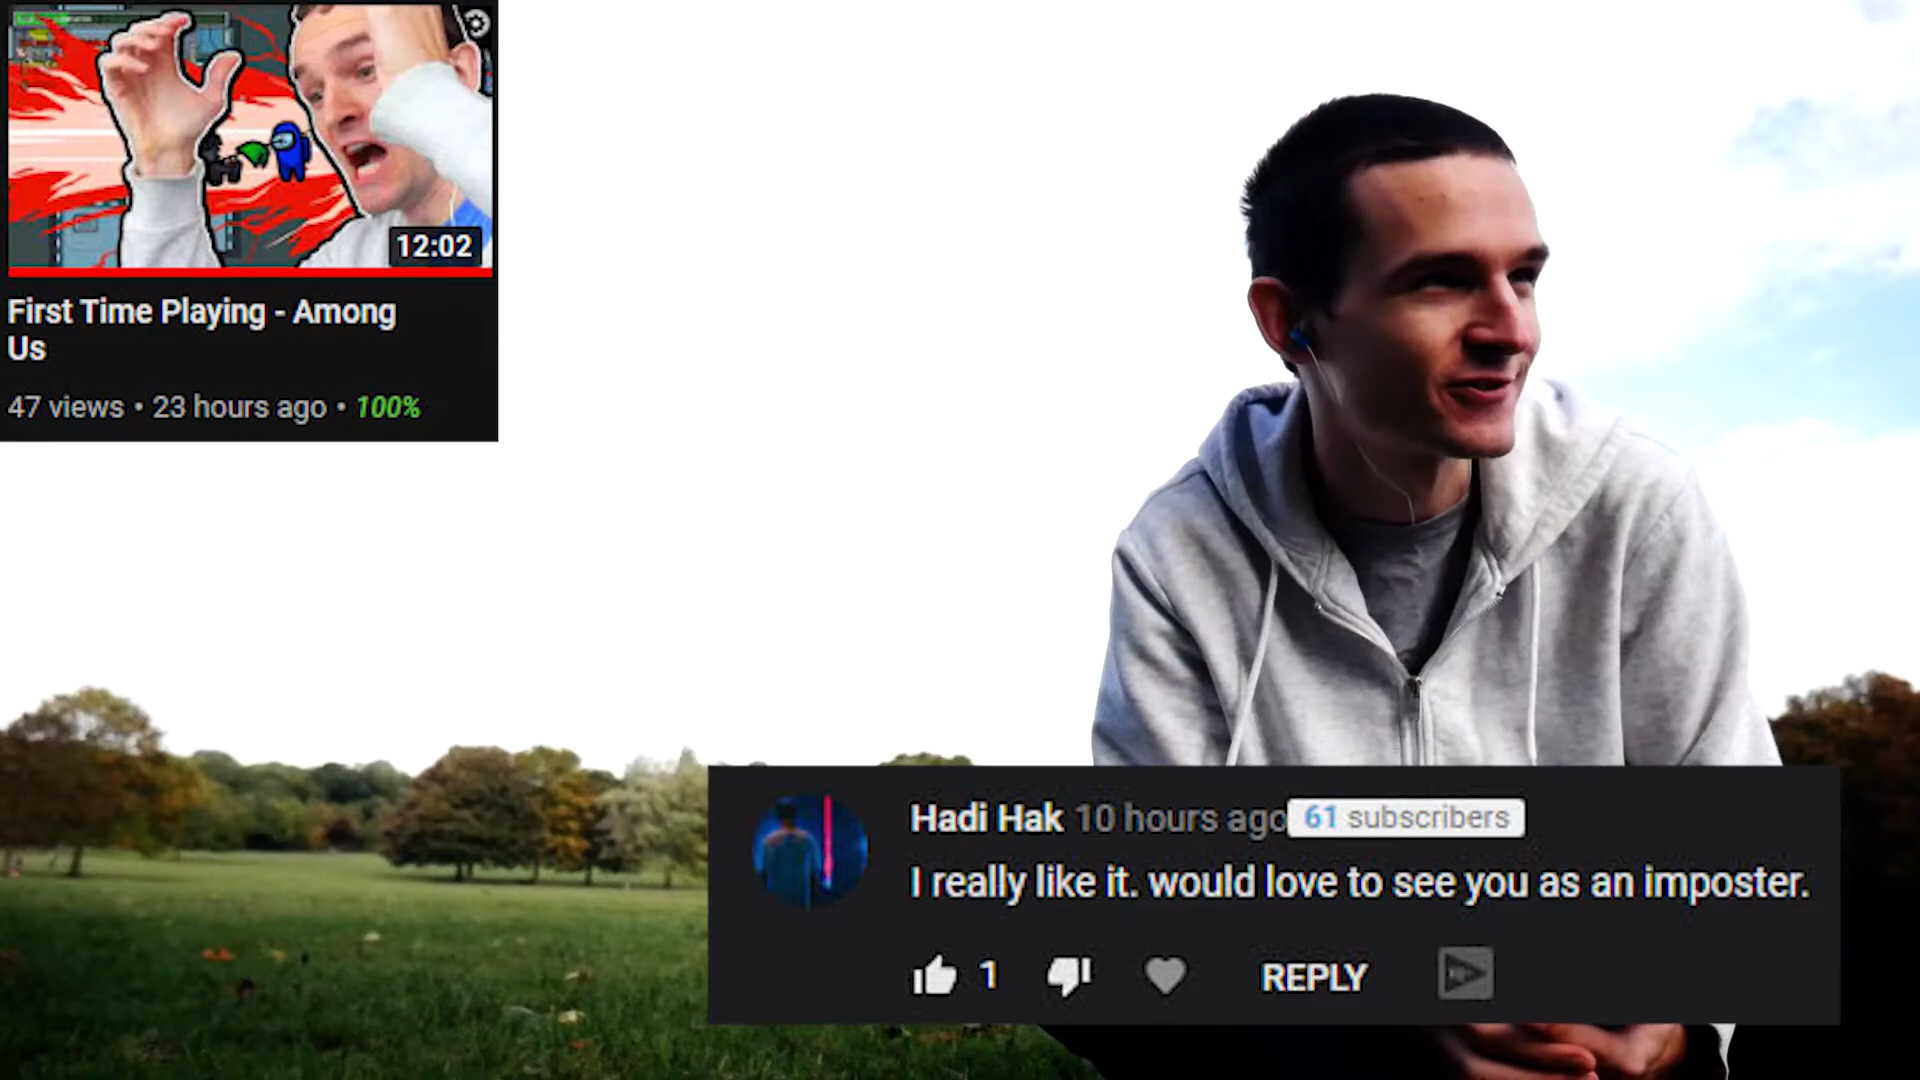 12:02
First Time Playing - Among
Us
47 views • 23 hours ago • 100%
Hadi Hak 10 hours ago 61 subscribers
I really like it. would love to see you as an imposter.
1 REPLY